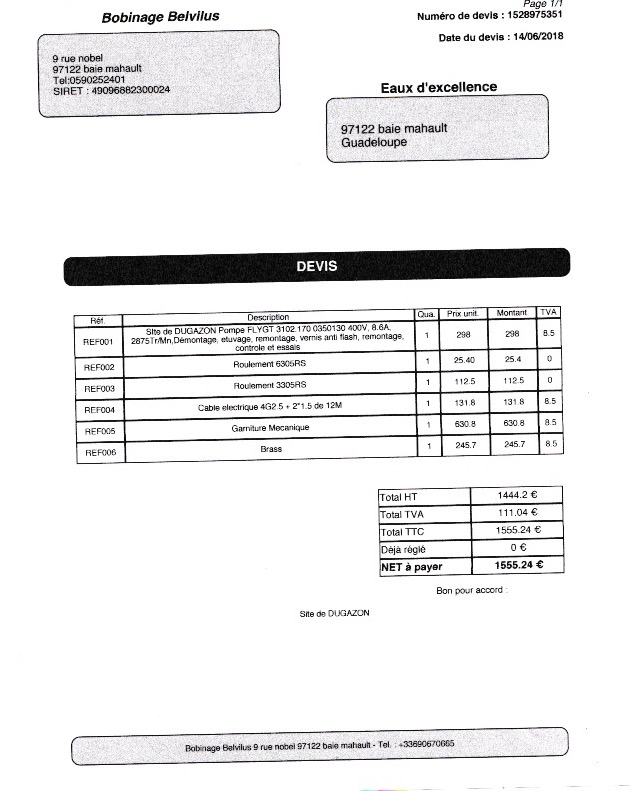 Page 1/1
Bobinage Belvilus
Numéro de devis : 1528975351
Date du devis : 14/06/2018
9 rue nobel
97122 baie mahault
Tel:0590252401
SIRET : 49096882300024
Eaux d'excellence
97122 baie mahault
Guadeloupe
DEVIS
Réf. Description Qua. Prix unit. Montant TVA
REF001 Site de DUGAZON Pompe FLYGT 3102.170 0350130 400V, 8.6A, 1 298 298 8.5
2875Tr/Mn,Démontage, etuvage, remontage, vernis anti flash, remontage,
controle et essais
REF002 Roulement 6305RS 1 25.40 25.4 0
REF003 Roulement 3305RS 1 112.5 112.5 0
REF004 Cable electrique 4G2.5 + 2*1.5 de 12M 1 131.8 131.8 8.5
REF005 Garniture Mecanique 1 630.8 630.8 8.5
REF006 Brass 1 245.7 245.7 8.5
Total HT 1444.2 €
Total TVA 111.04 €
Total TTC 1555.24 €
Déjà réglé 0 €
NET à payer 1555.24 €
Bon pour accord :
Site de DUGAZON
Bobinage Belvilus 9 rue nobel 97122 baie mahault - Tel. : +33690670665